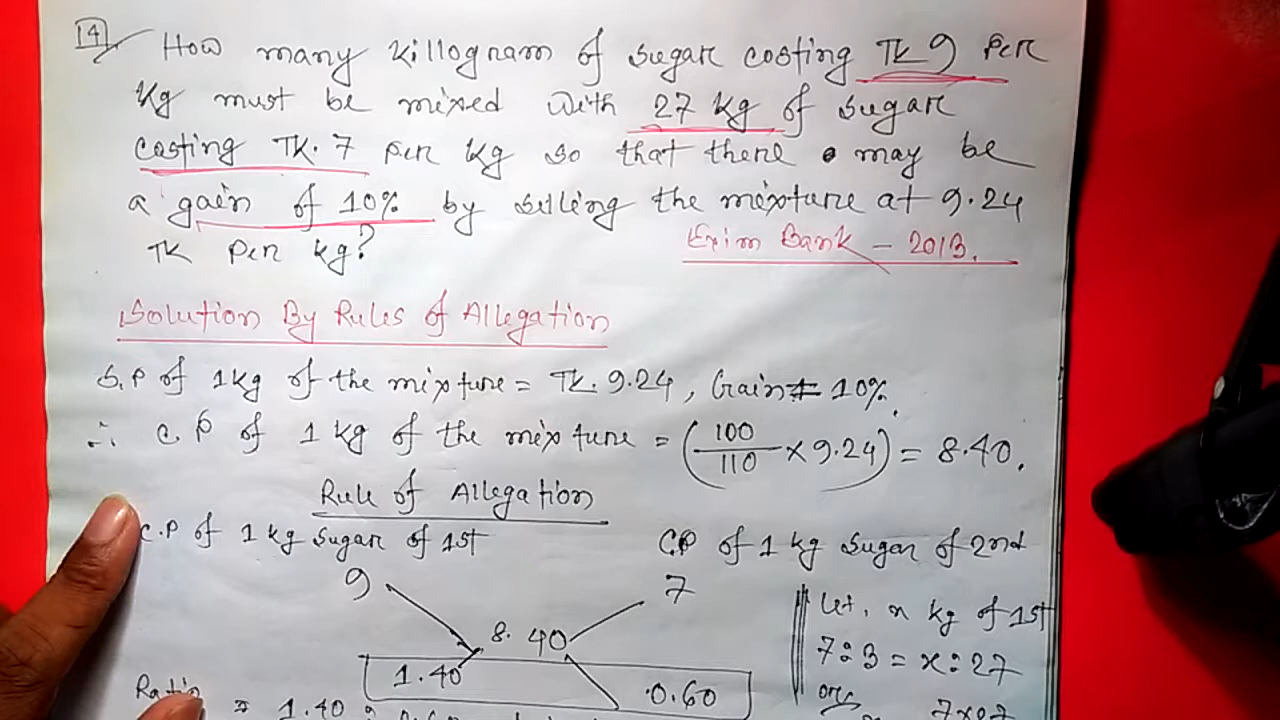 14 How many Killogram of sugar costing TK 9 Per
Kg must be mixed with 27 kg of sugar
costing TK. 7 per kg so that there may be
a gain of 10% by selling the mixture at 9.24
TK Per kg?
Exim Bank - 2013.
Solution By Rules of Allegation
S.P of 1kg of the mixture = TK. 9.24, Gain = 10%.
∴ C.P of 1 kg of the mixture = (100/110 × 9.24) = 8.40.
Rule of Allegation
C.P of 1 kg Sugar of 1st
CP of 1 kg Sugar of 2nd
9 7
8.40
1.40 0.60
Let, x kg of 1st
7:3 = x:27
or,
Ratio = 1.40 :